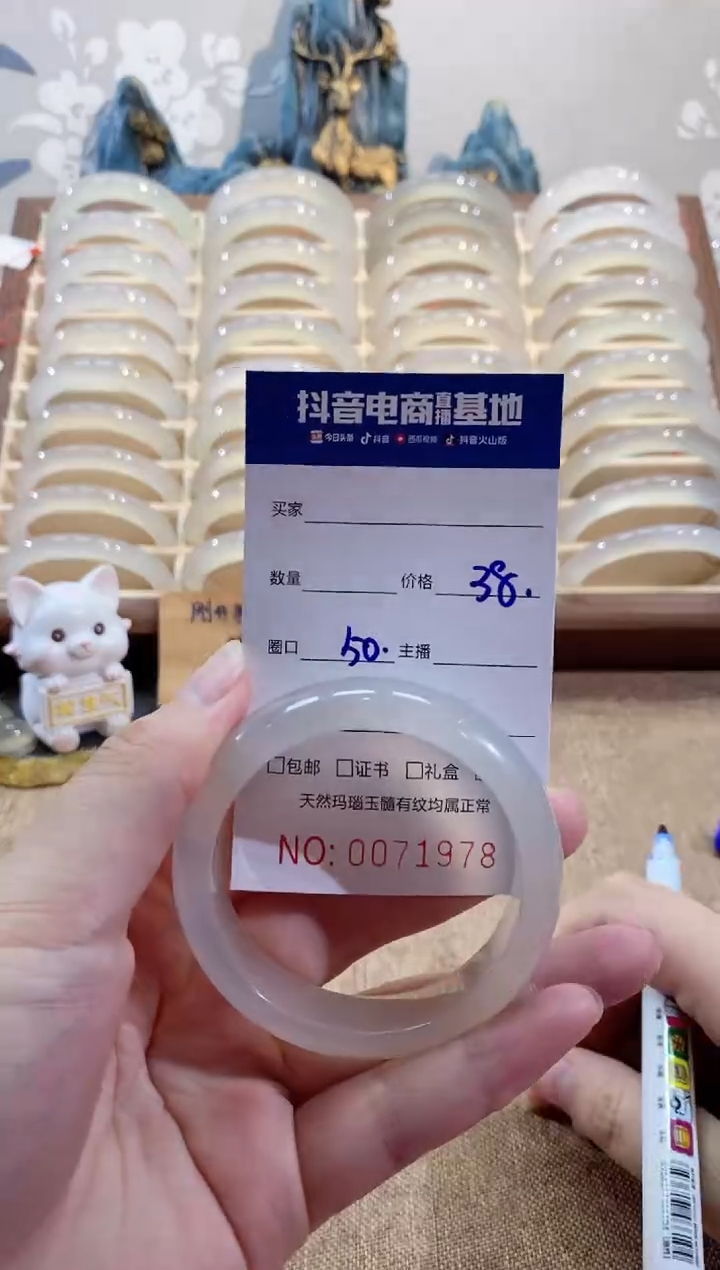 抖音电商直播基地
今日头条 抖音 西瓜视频 抖音火山版
买家
数量 价格 38.
圈口 50. 主播
包邮 证书 礼盒
天然玛瑙玉髓有纹均属正常
NO: 0071978